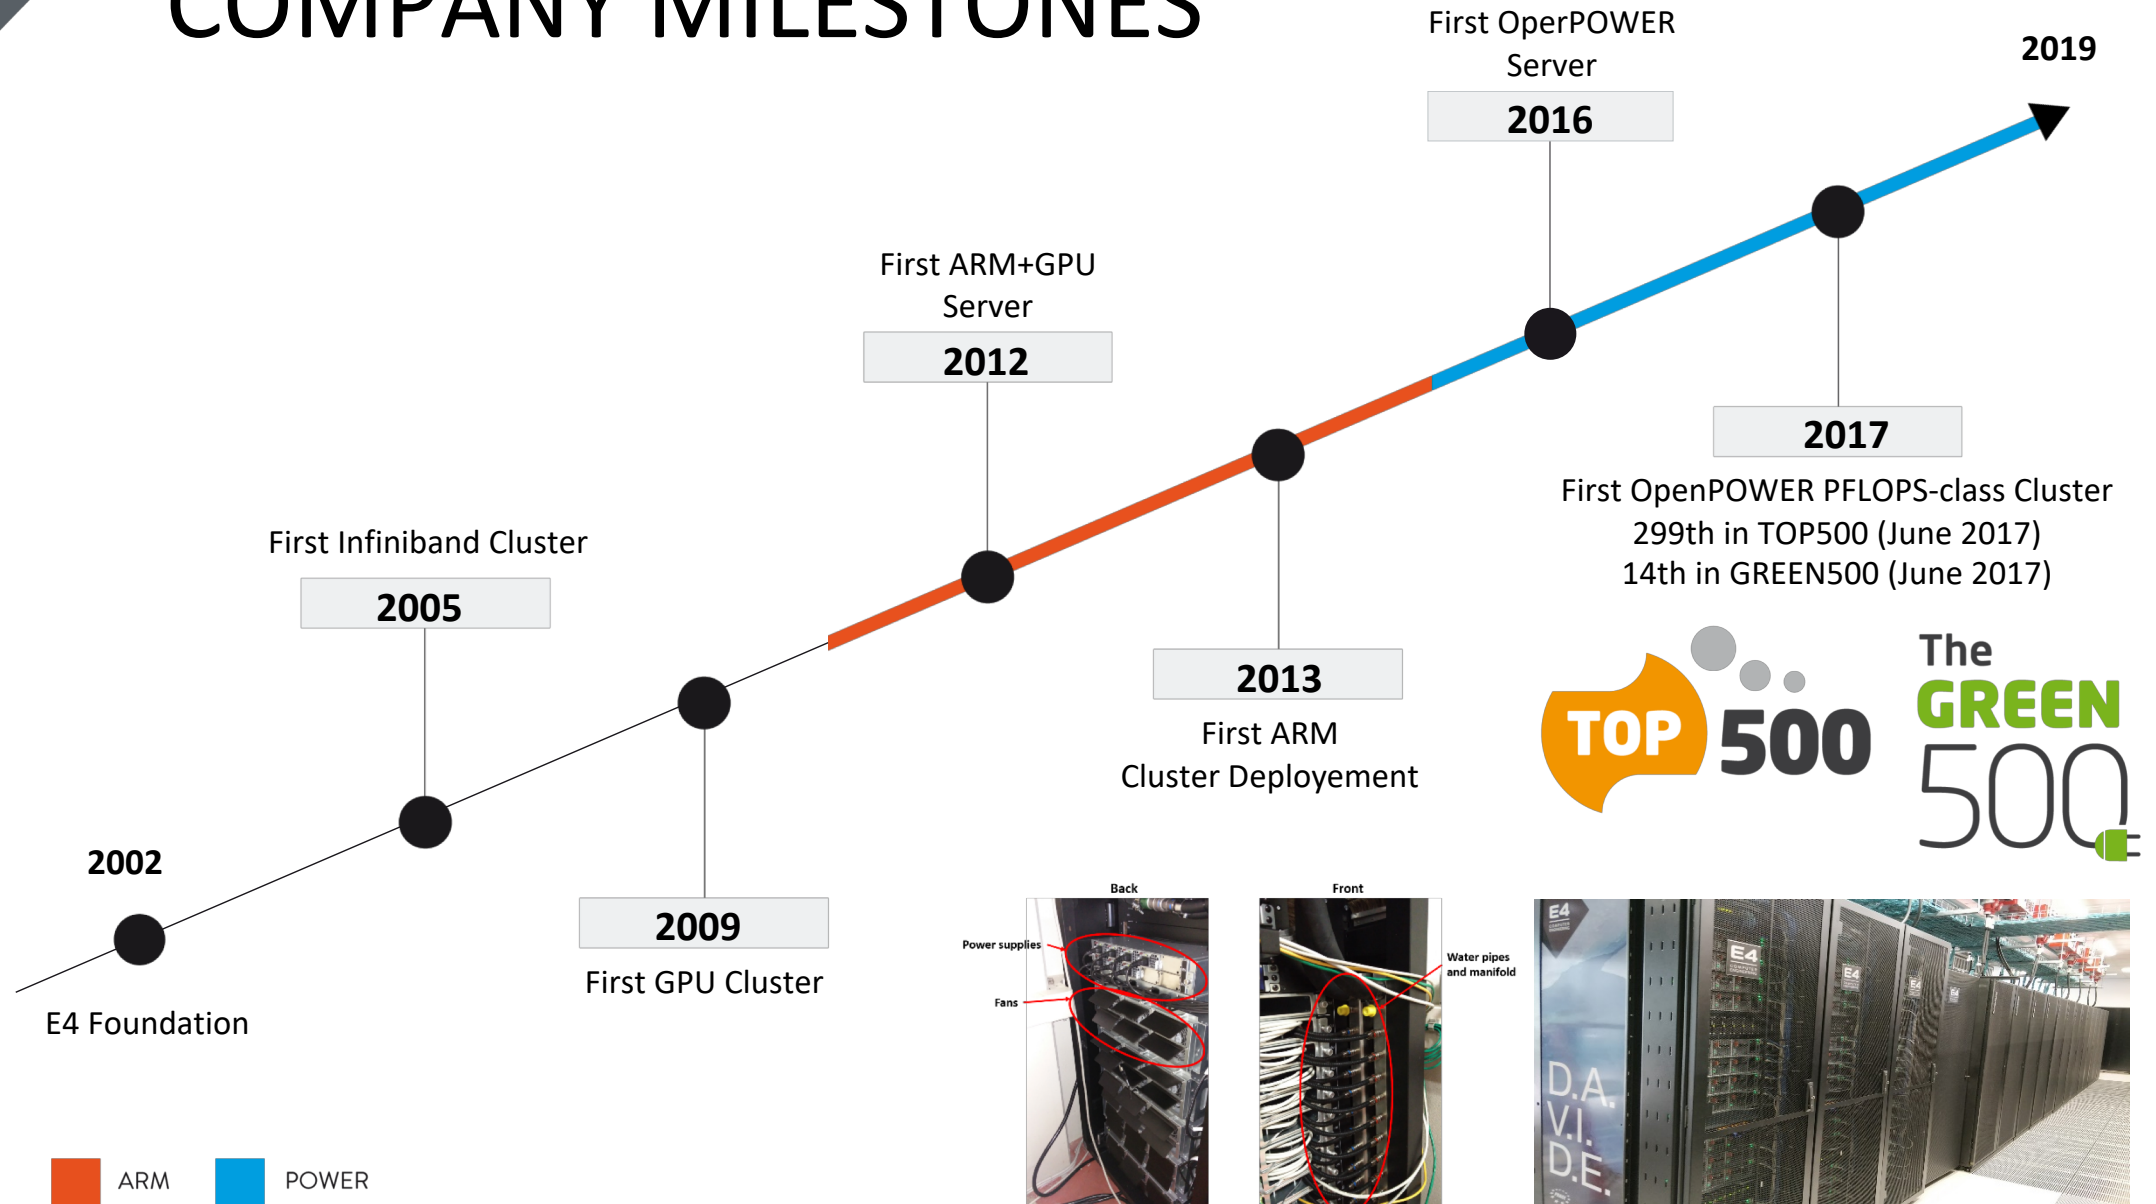 COMPANY MILESTONES
First OperPOWER
Server
2016
2019
First ARM+GPU
Server
2012
2017
First OpenPOWER PFLOPS-class Cluster
299th in TOP500 (June 2017)
14th in GREEN500 (June 2017)
First Infiniband Cluster
2005
2013
First ARM
Cluster Deployement
TOP 500
The
GREEN
500
2002
E4 Foundation
2009
First GPU Cluster
Back
Power supplies
Fans
Front
Water pipes
and manifold
E4
E4
E4
E4
D.A.
V.I.
D.E.
ARM
POWER